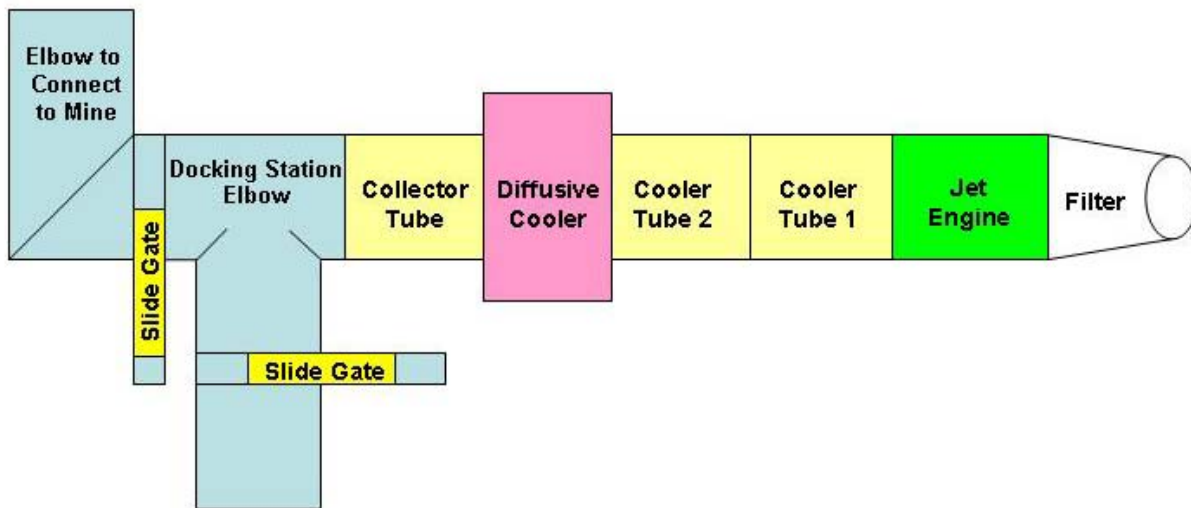 Elbow to
Connect
to Mine
Docking Station
Elbow
Collector
Tube
Diffusive
Cooler
Cooler
Tube 2
Cooler
Tube 1
Jet
Engine
Filter
Slide Gate
Slide Gate